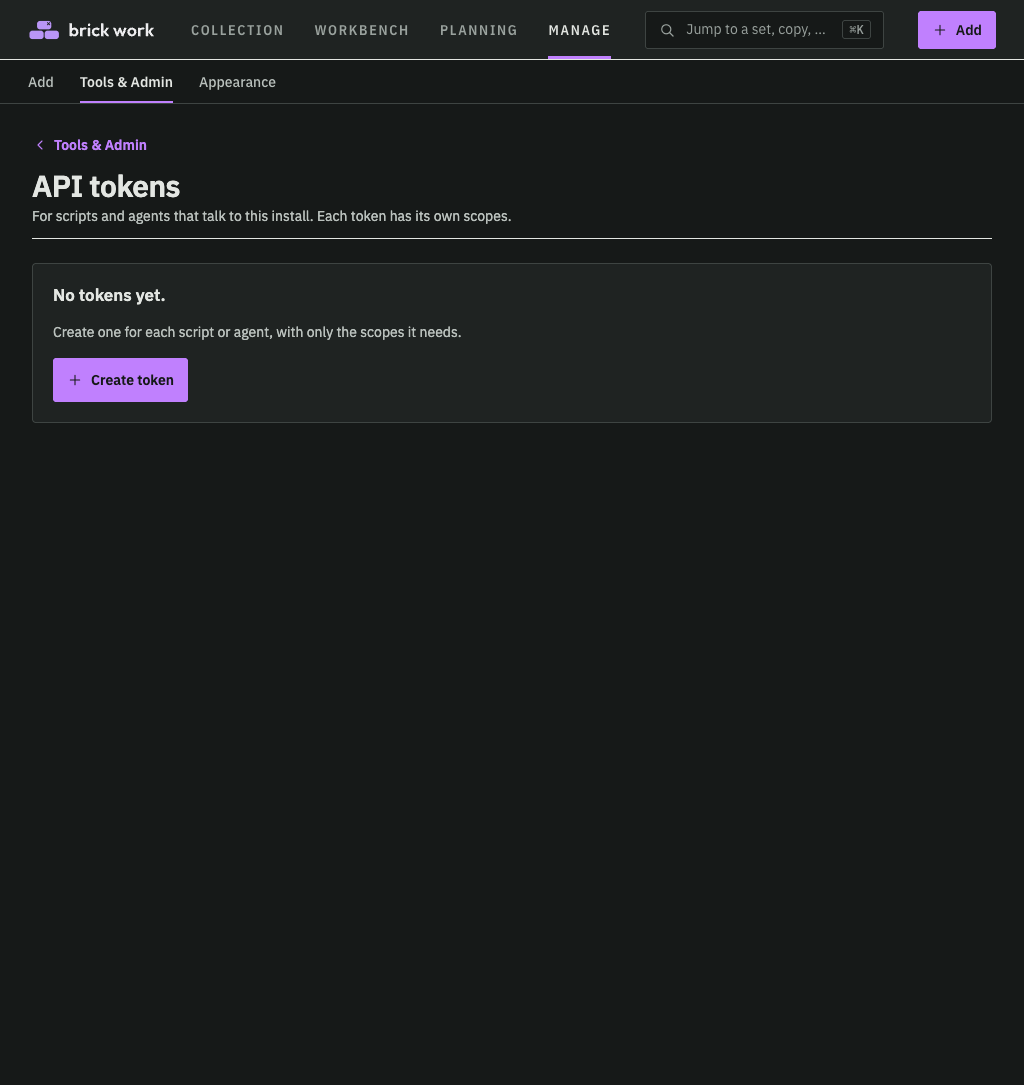 brick work
COLLECTION
WORKBENCH
PLANNING
MANAGE
Jump to a set, copy, ...
⌘K
Add
Add
Tools & Admin
Appearance
Tools & Admin
API tokens
For scripts and agents that talk to this install. Each token has its own scopes.
No tokens yet.
Create one for each script or agent, with only the scopes it needs.
Create token